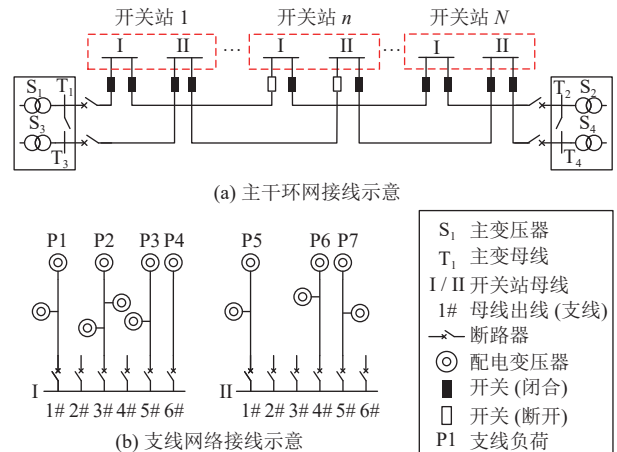 开关站 1 开关站 n 开关站 N
I II … I II … I II
S₁ T₁ T₂ S₂
S₃ T₃ T₄ S₄
(a) 主干环网接线示意
P1 P2 P3 P4 P5 P6 P7
I 1# 2# 3# 4# 5# 6#
II 1# 2# 3# 4# 5# 6#
(b) 支线网络接线示意
S₁ 主变压器
T₁ 主变母线
I / II 开关站母线
1# 母线出线 (支线)
断路器
配电变压器
开关 (闭合)
开关 (断开)
P1 支线负荷